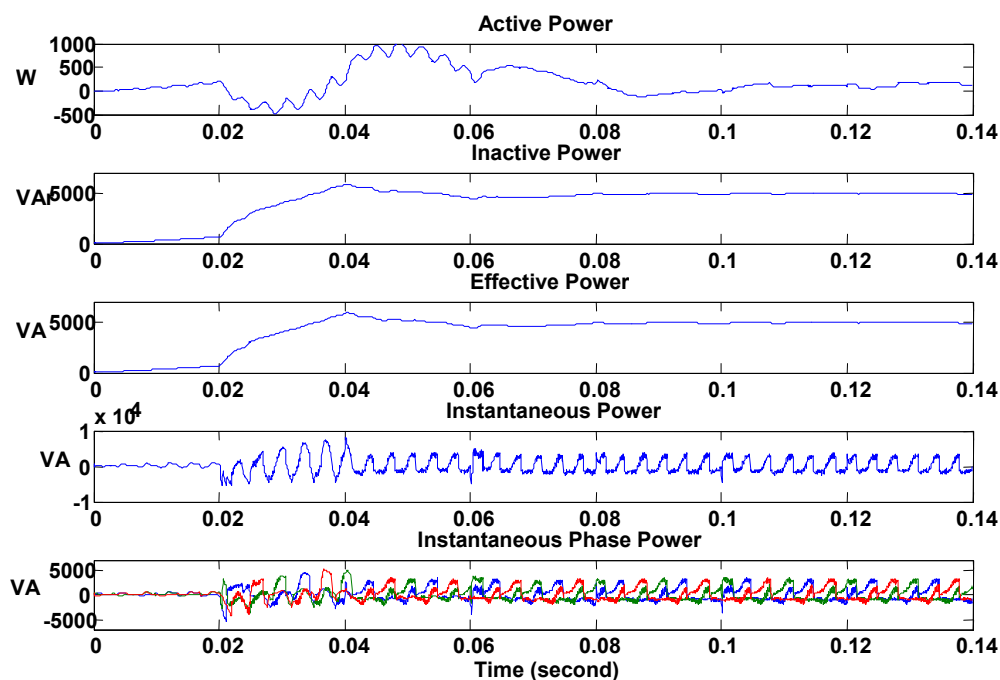 Active Power
1000
500
0
-500
W
0 0.02 0.04 0.06 0.08 0.1 0.12 0.14
Inactive Power
5000
0
VAr
0 0.02 0.04 0.06 0.08 0.1 0.12 0.14
Effective Power
5000
0
VA
0 0.02 0.04 0.06 0.08 0.1 0.12 0.14
x 10^4
Instantaneous Power
1
0
-1
VA
0 0.02 0.04 0.06 0.08 0.1 0.12 0.14
Instantaneous Phase Power
5000
0
-5000
VA
0 0.02 0.04 0.06 0.08 0.1 0.12 0.14
Time (second)